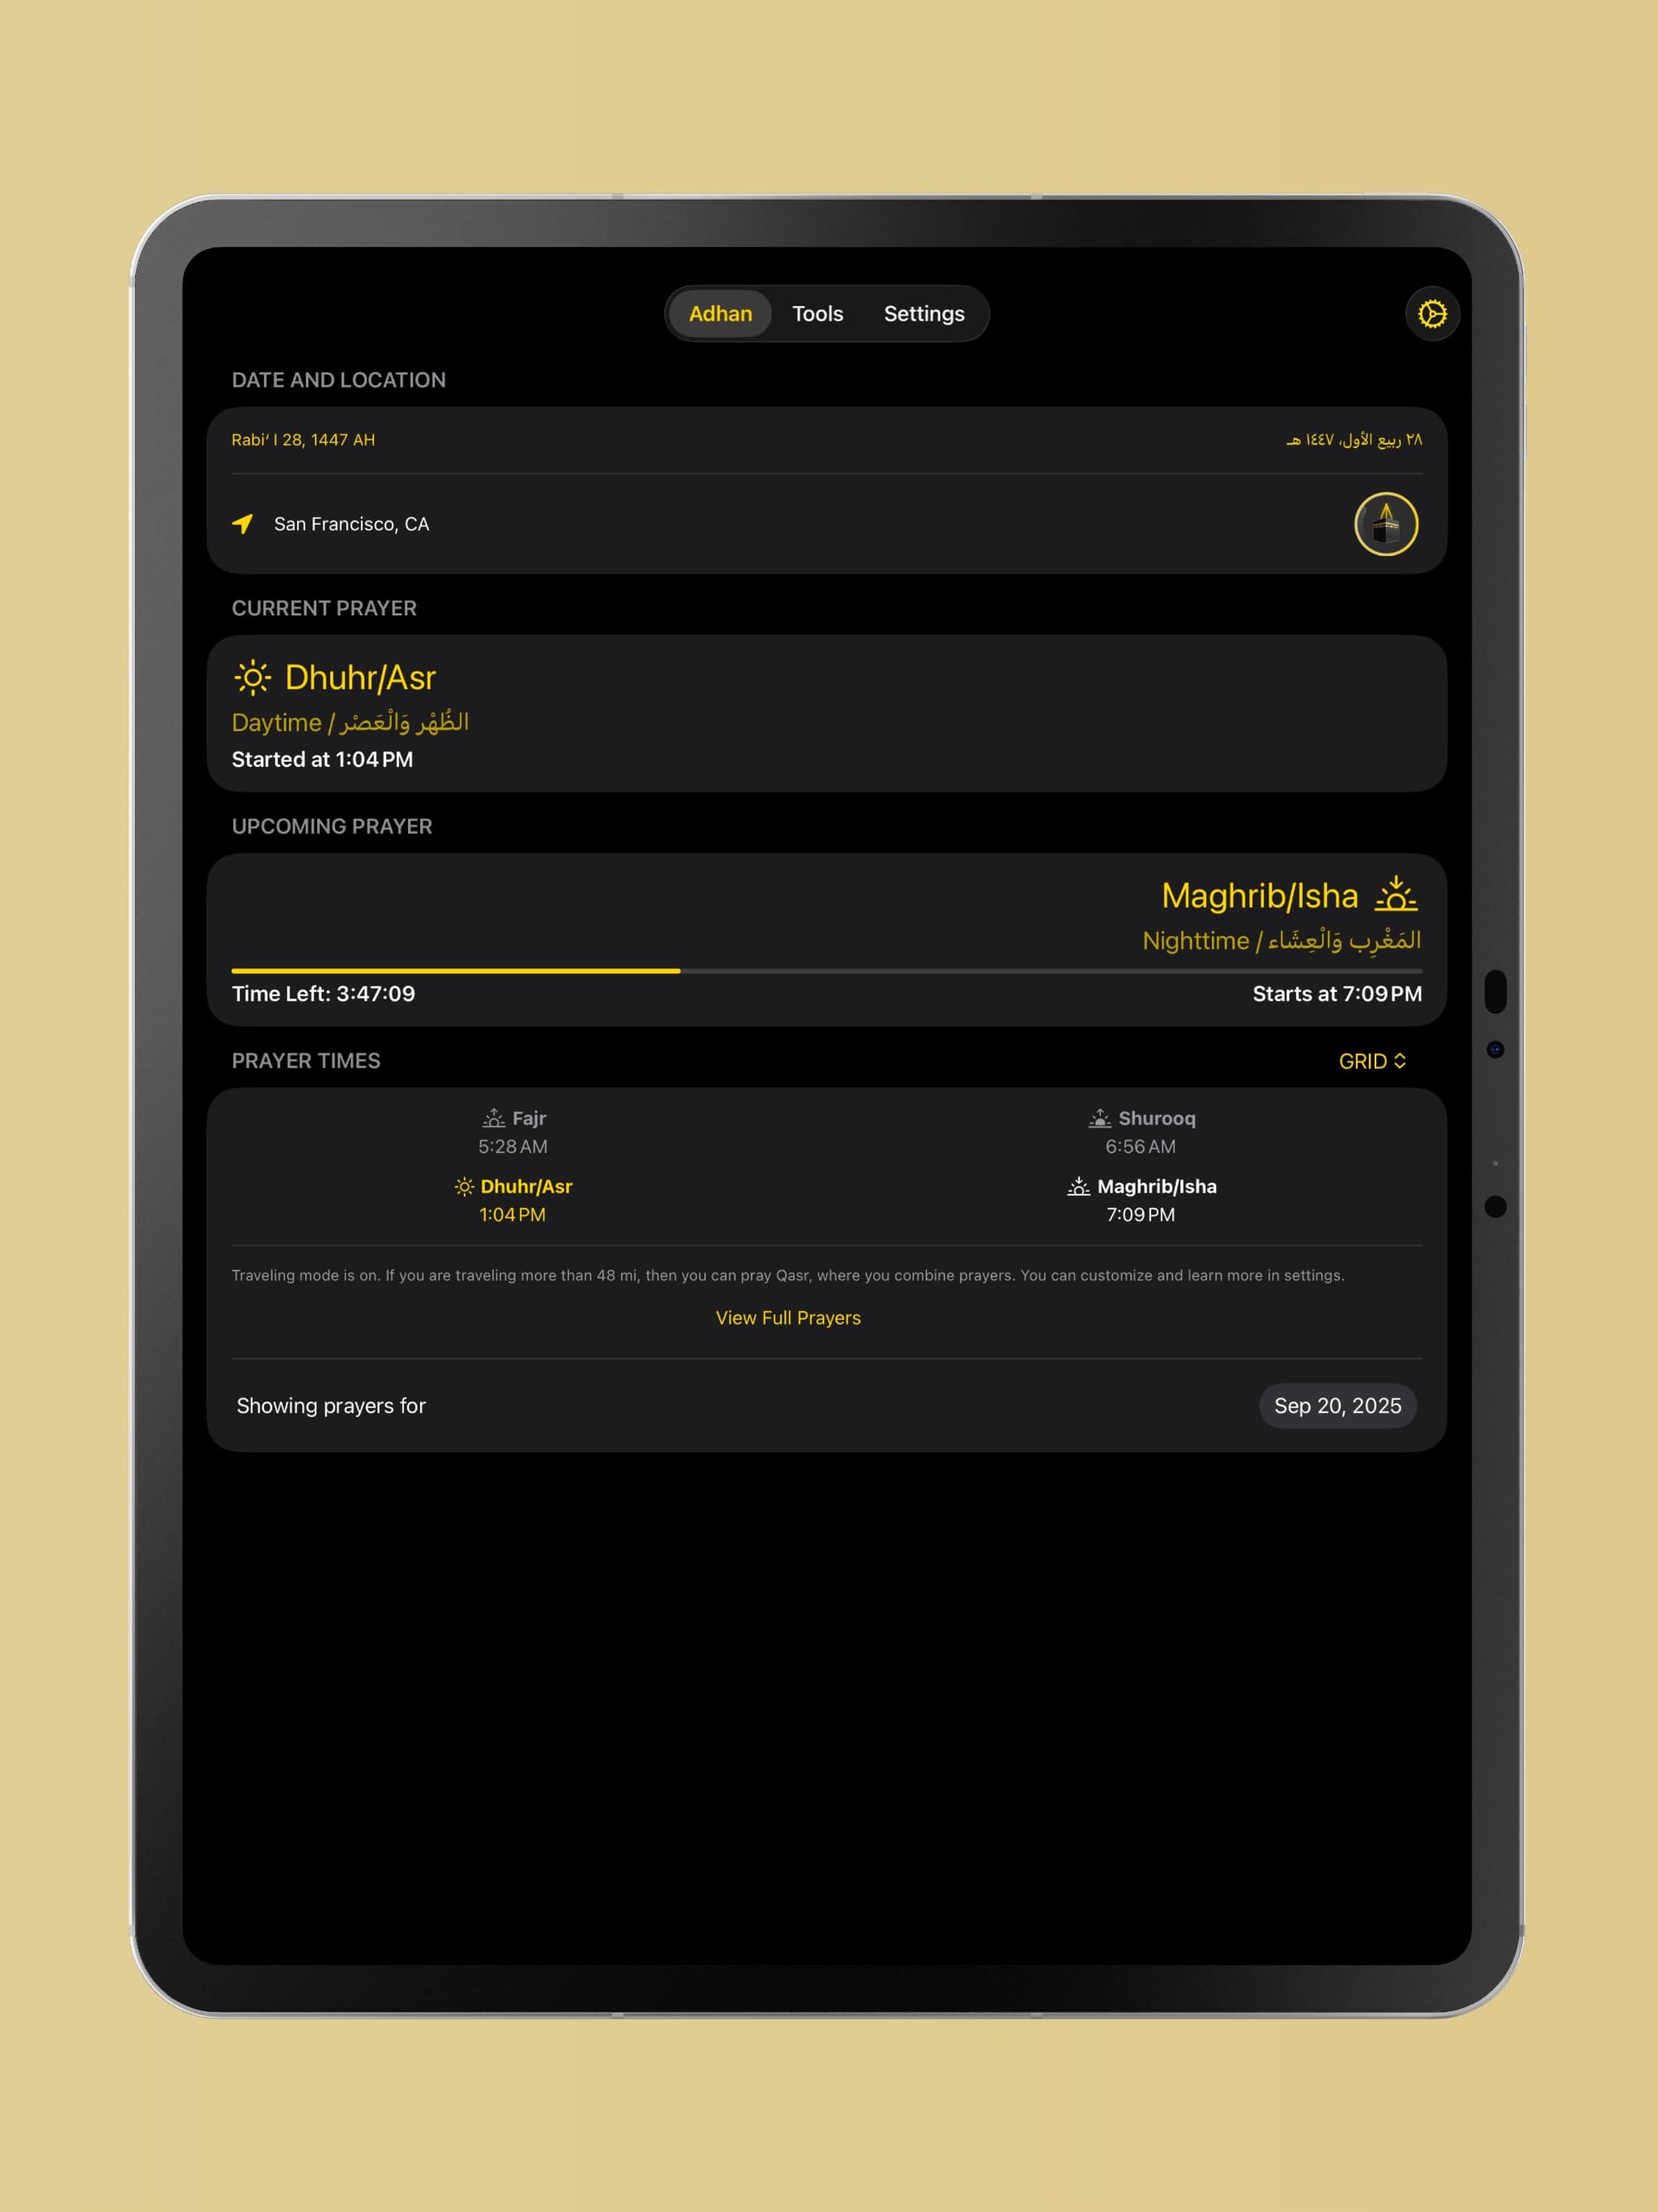 Adhan Tools Settings
DATE AND LOCATION
Rabiʻ I 28, 1447 AH
٢٨ ربيع الأول، ١٤٤٧ هـ
San Francisco, CA
CURRENT PRAYER
Dhuhr/Asr
Daytime / الظُهْر وَالْعَصْر
Started at 1:04 PM
UPCOMING PRAYER
Maghrib/Isha
Nighttime / المَغْرِب وَالْعِشَاء
Time Left: 3:47:09
Starts at 7:09 PM
PRAYER TIMES
GRID
Fajr
5:28 AM
Shurooq
6:56 AM
Dhuhr/Asr
1:04 PM
Maghrib/Isha
7:09 PM
Traveling mode is on. If you are traveling more than 48 mi, then you can pray Qasr, where you combine prayers. You can customize and learn more in settings.
View Full Prayers
Showing prayers for
Sep 20, 2025